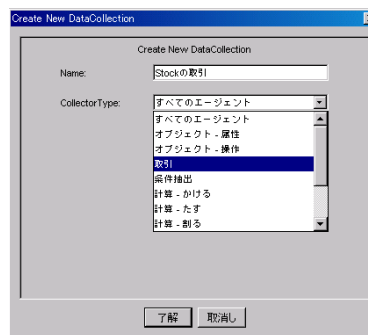 Create New DataCollection
Create New DataCollection
Name: Stockの取引
CollectorType: すべてのエージェント
すべてのエージェント
オブジェクト - 属性
オブジェクト - 操作
取引
条件抽出
計算 - かける
計算 - たす
計算 - 割る
了解 取消し